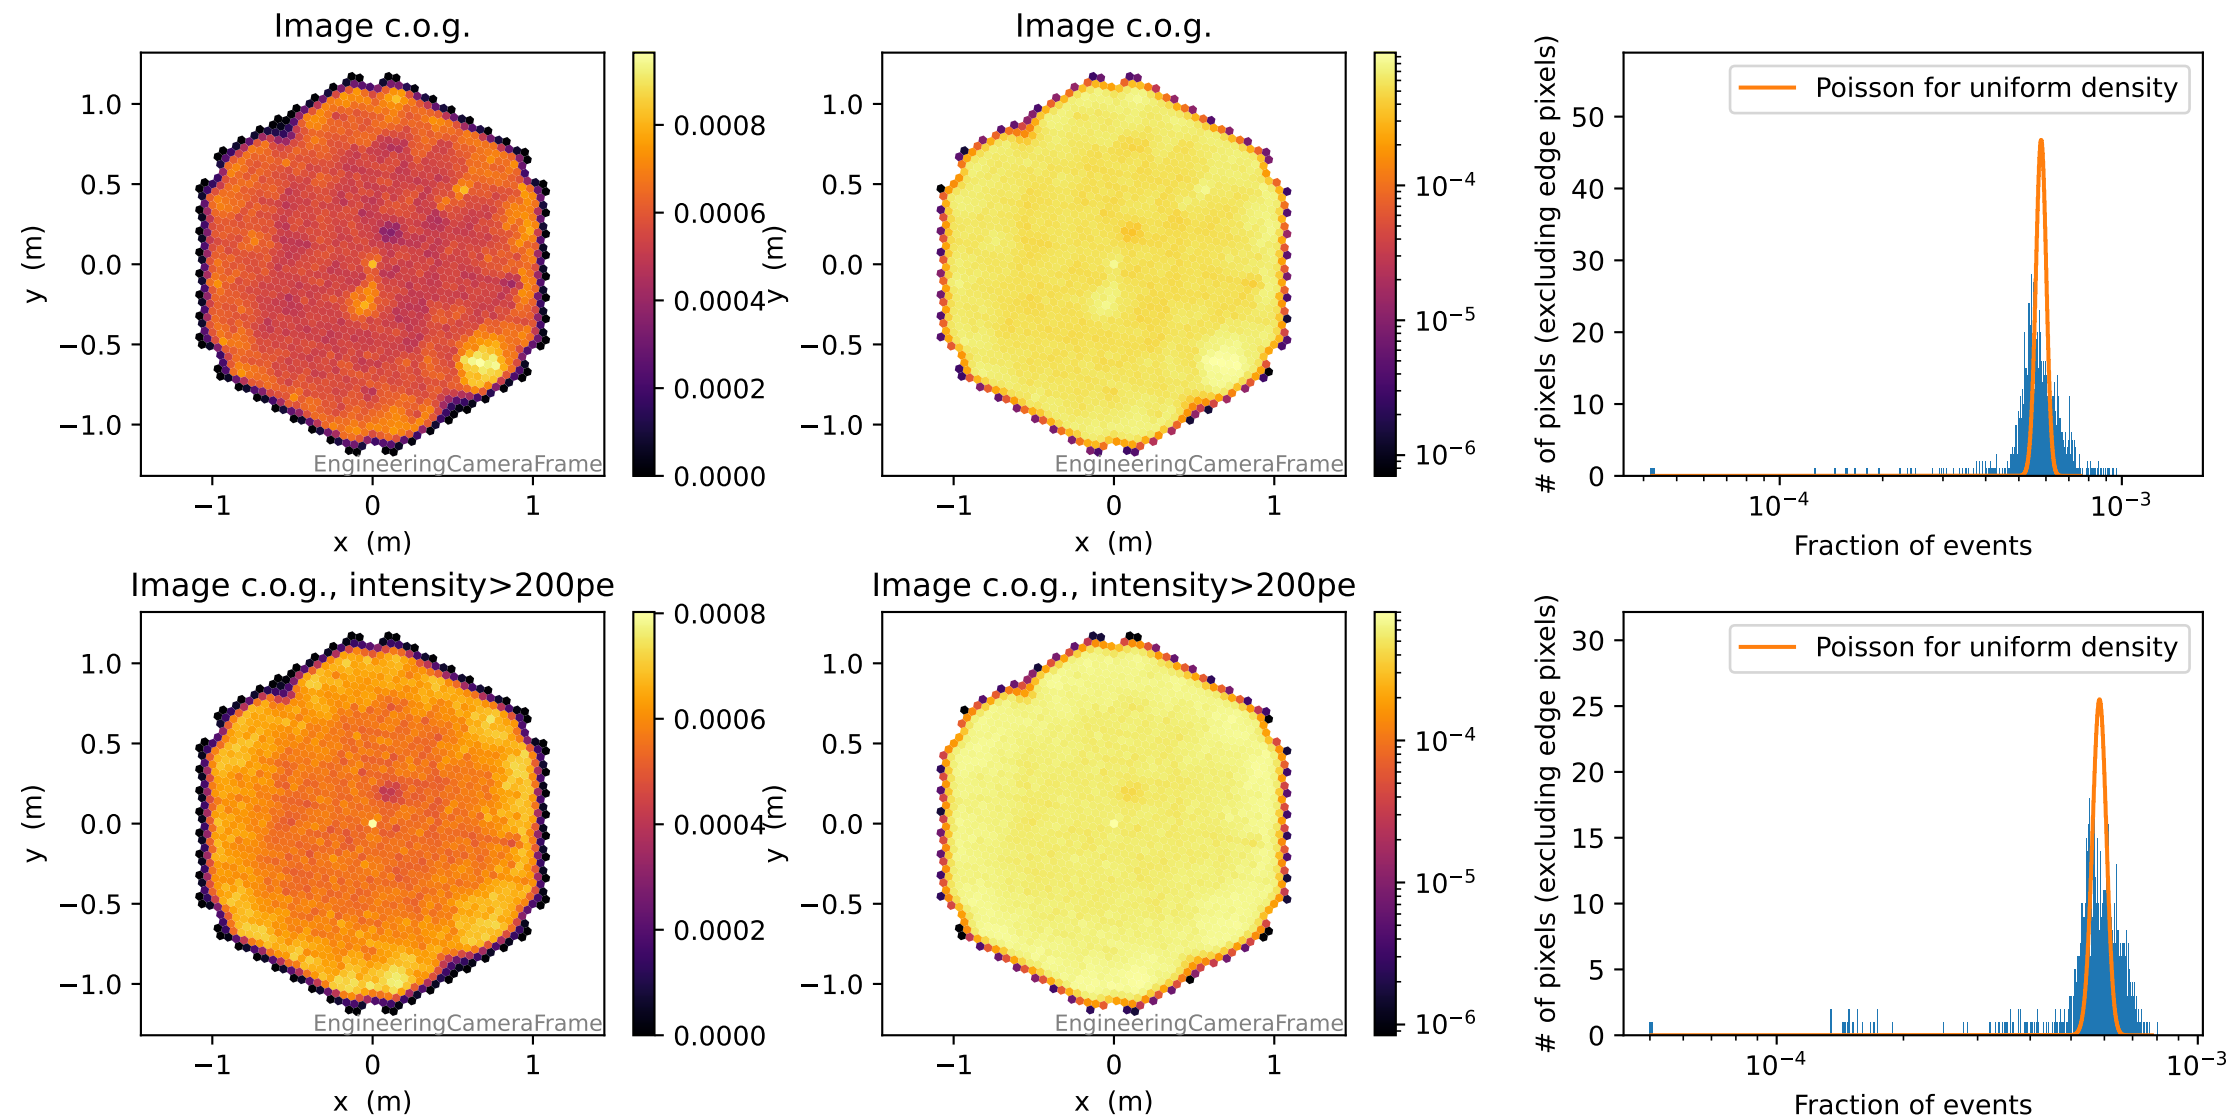 Image c.o.g.
1.0
0.5
0.0
−0.5
−1.0
y (m)
−1
0
1
x (m)
EngineeringCameraFrame
0.0008
0.0006
0.0004
0.0002
0.0000
Image c.o.g.
1.0
0.5
0.0
−0.5
−1.0
y (m)
−1
0
1
x (m)
EngineeringCameraFrame
10⁻⁴
10⁻⁵
10⁻⁶
Poisson for uniform density
50
40
30
20
10
0
# of pixels (excluding edge pixels)
10⁻⁴
10⁻³
Fraction of events
Image c.o.g., intensity>200pe
1.0
0.5
0.0
−0.5
−1.0
y (m)
−1
0
1
x (m)
EngineeringCameraFrame
0.0008
0.0006
0.0004
0.0002
0.0000
Image c.o.g., intensity>200pe
1.0
0.5
0.0
−0.5
−1.0
y (m)
−1
0
1
x (m)
EngineeringCameraFrame
10⁻⁴
10⁻⁵
10⁻⁶
Poisson for uniform density
30
25
20
15
10
5
0
# of pixels (excluding edge pixels)
10⁻⁴
10⁻³
Fraction of events